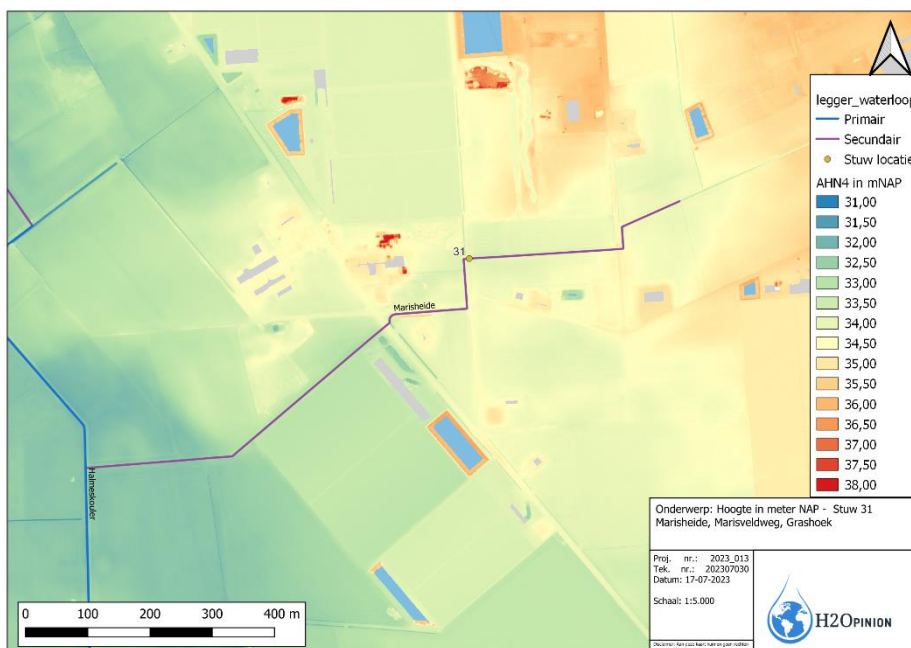 legger_waterloop
Primair
Secundair
Stuw locatie
AHN4 in mNAP
31,00
31,50
32,00
32,50
33,00
33,50
34,00
34,50
35,00
35,50
36,00
36,50
37,00
37,50
38,00
31
Marisheide
Halmeskouler
Onderwerp: Hoogte in meter NAP - Stuw 31
Marisheide, Marisveldweg, Grashoek
Proj. nr.: 2023_013
Tek. nr.: 202307030
Datum: 17-07-2023
Schaal: 1:5.000
H2OPINION
0 100 200 300 400 m